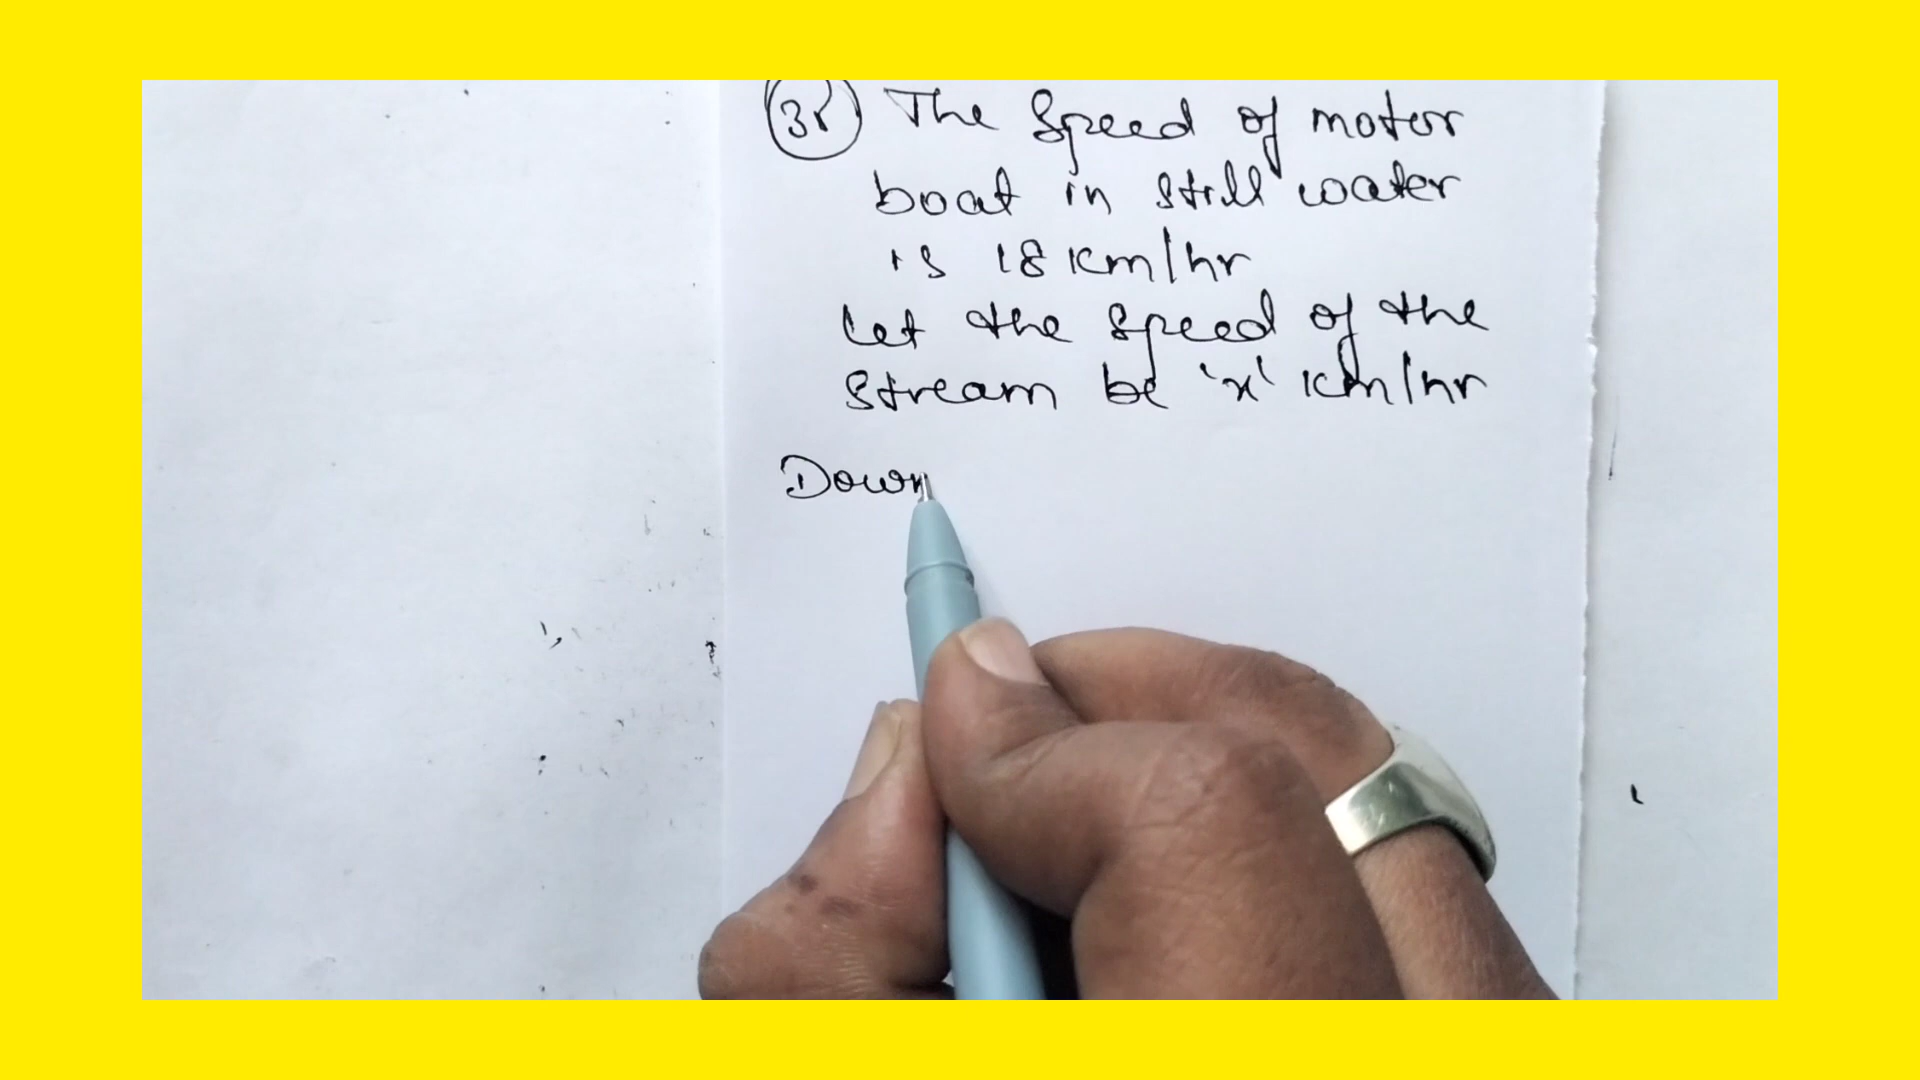 The Speed of motor
boat in still water
is 18 km/hr
let the speed of the
stream be 'x' km/hr
Down